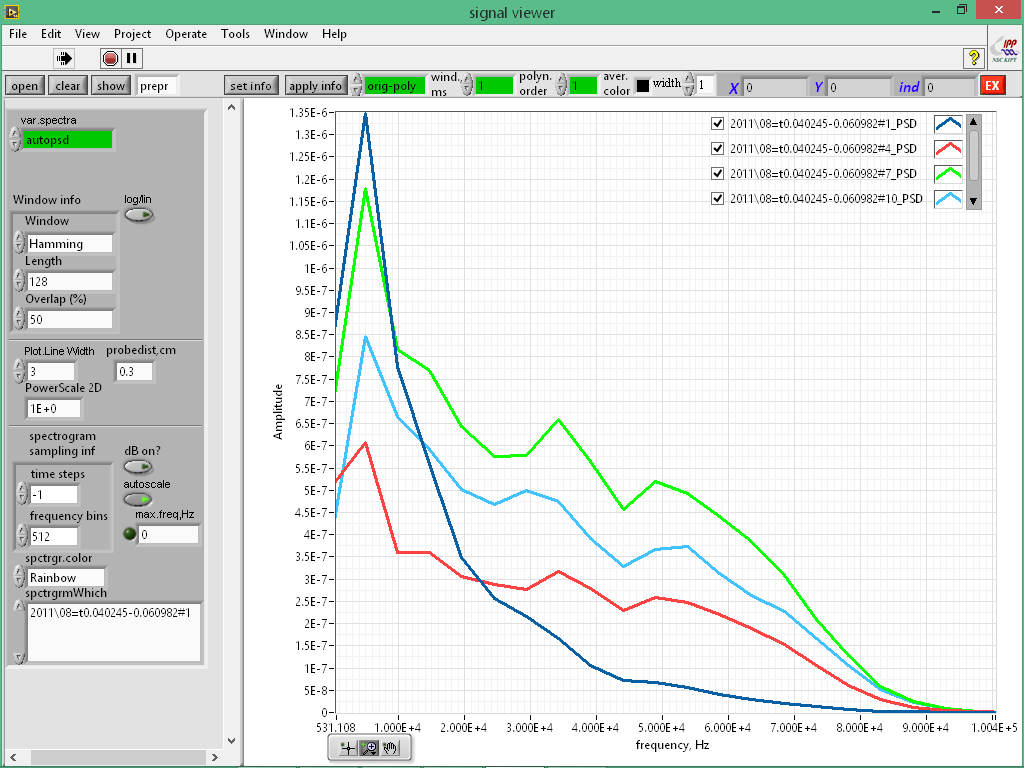 signal viewer
File Edit View Project Operate Tools Window Help
?
IPP
NSC KIPT
open clear show prepr set info apply info orig-poly wind., ms 1 polyn. order 1 aver. color width 1 X 0 Y 0 ind 0 EX
var.spectra
autopsd
Window info
log/lin
Window
Hamming
Length
128
Overlap (%)
50
Plot.Line Width probedist,cm
3 0.3
PowerScale 2D
1E+0
spectrogram
sampling inf
dB on?
time steps
-1
autoscale
frequency bins
512
max.freq,Hz
0
spctrgr.color
Rainbow
spctrgrmWhich
2011\08=t0.040245-0.060982#1
2011\08=t0.040245-0.060982#1_PSD
2011\08=t0.040245-0.060982#4_PSD
2011\08=t0.040245-0.060982#7_PSD
2011\08=t0.040245-0.060982#10_PSD
Amplitude
1.35E-6
1.3E-6
1.25E-6
1.2E-6
1.15E-6
1.1E-6
1.05E-6
1E-6
9.5E-7
9E-7
8.5E-7
8E-7
7.5E-7
7E-7
6.5E-7
6E-7
5.5E-7
5E-7
4.5E-7
4E-7
3.5E-7
3E-7
2.5E-7
2E-7
1.5E-7
1E-7
5E-8
0
531.108 1.000E+4 2.000E+4 3.000E+4 4.000E+4 5.000E+4 6.000E+4 7.000E+4 8.000E+4 9.000E+4 1.004E+5
frequency, Hz